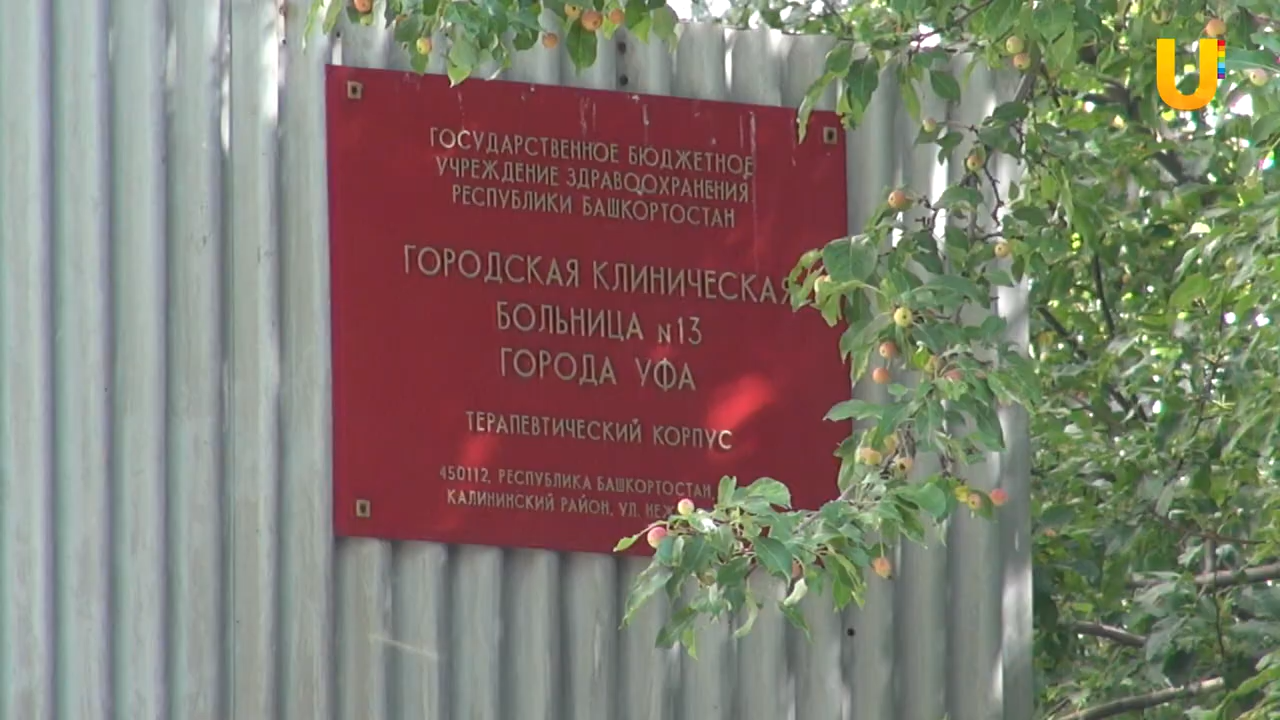 U
ГОСУДАРСТВЕННОЕ БЮДЖЕТНОЕ
УЧРЕЖДЕНИЕ ЗДРАВООХРАНЕНИЯ
РЕСПУБЛИКИ БАШКОРТОСТАН
ГОРОДСКАЯ КЛИНИЧЕСКАЯ
БОЛЬНИЦА N13
ГОРОДА УФА
ТЕРАПЕВТИЧЕСКИЙ КОРПУС
450112, РЕСПУБЛИКА БАШКОРТОСТАН,
КАЛИНИНСКИЙ РАЙОН, УЛ.